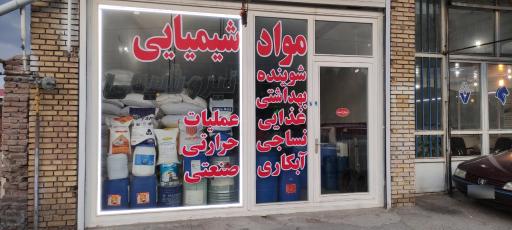 مواد شیمیایی
شوینده
بهداشتی
غذایی
نساجی
آبکاری
عملیات
حرارتی
صنعتی